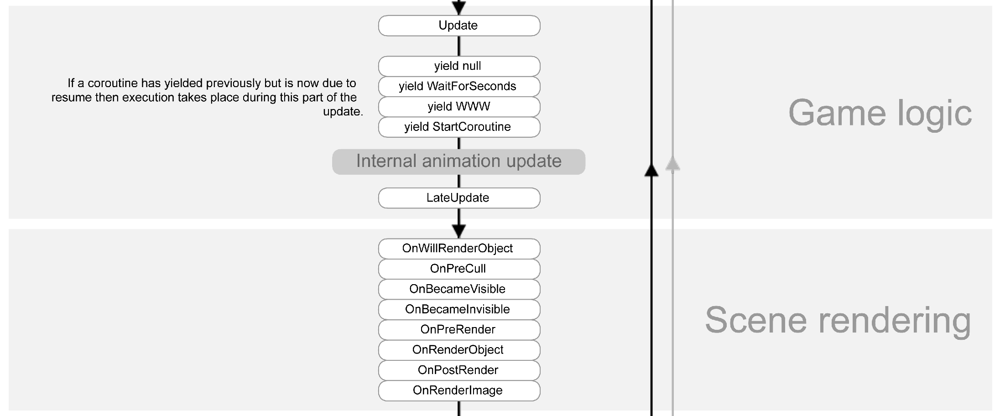 Update
yield null
If a coroutine has yielded previously but is now due to
resume then execution takes place during this part of the
update.
yield WaitForSeconds
yield WWW
yield StartCoroutine
Game logic
Internal animation update
LateUpdate
OnWillRenderObject
OnPreCull
OnBecameVisible
OnBecameInvisible
OnPreRender
OnRenderObject
OnPostRender
OnRenderImage
Scene rendering